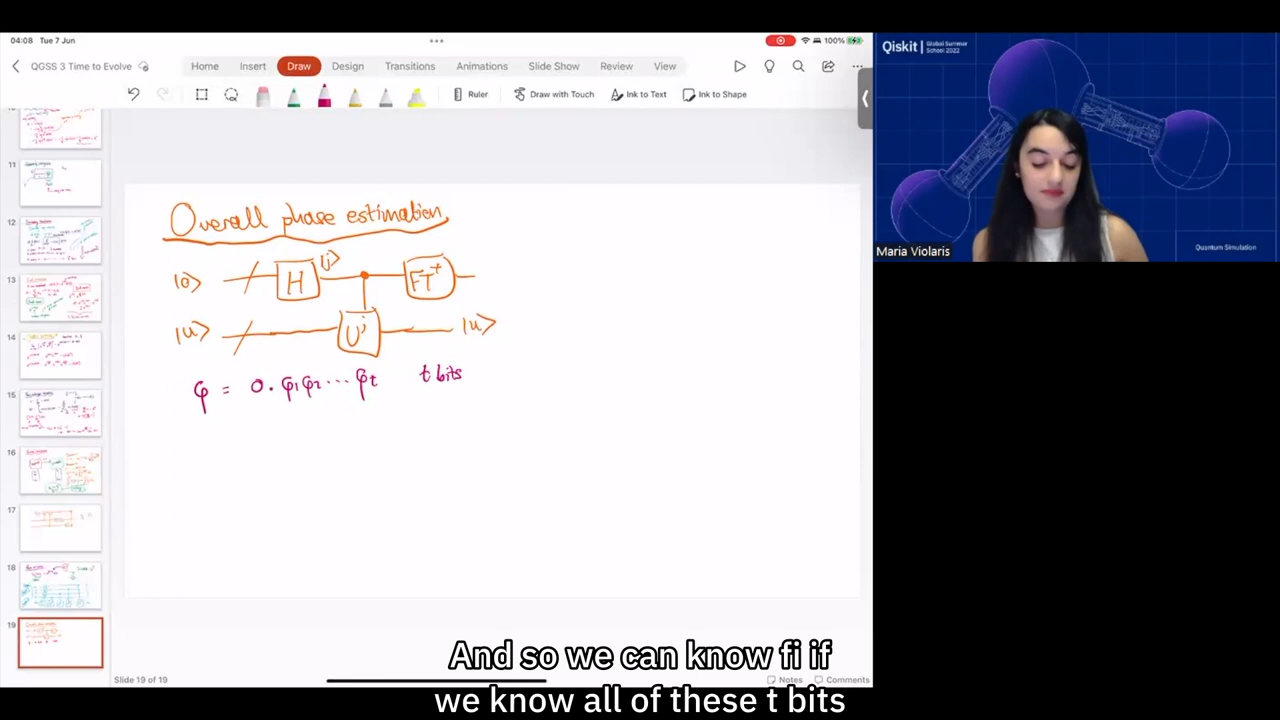 04:08 Tue 7 Jun
100%
QGSS 3 Time to Evolve
Home Insert Draw Design Transitions Animations Slide Show Review View
Ruler Draw with Touch Ink to Text Ink to Shape
Qiskit | Global Summer School 2022
Maria Violaris
Quantum Simulation
11
12
13
14
15
16
17
18
19
Overall phase estimation
|0⟩ H |j⟩ FT†
|u⟩ Uʲ |u⟩
φ = 0.φ₁φ₂...φt t bits
Slide 19 of 19
Notes Comments
And so we can know fi if
we know all of these t bits